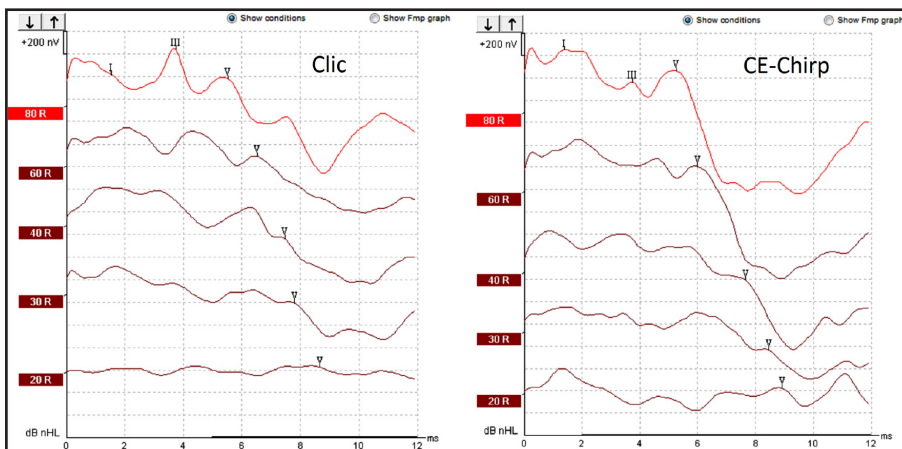 ↓ ↑ Show conditions Show Fmp graph
+200 nV
I III V
Clic
80 R
V
60 R
V
40 R
V
30 R
V
20 R
dB nHL
0 2 4 6 8 10 12 ms
↓ ↑ Show conditions Show Fmp graph
+200 nV
I III V
CE-Chirp
80 R
V
60 R
V
40 R
V
30 R
V
20 R
dB nHL
0 2 4 6 8 10 12 ms